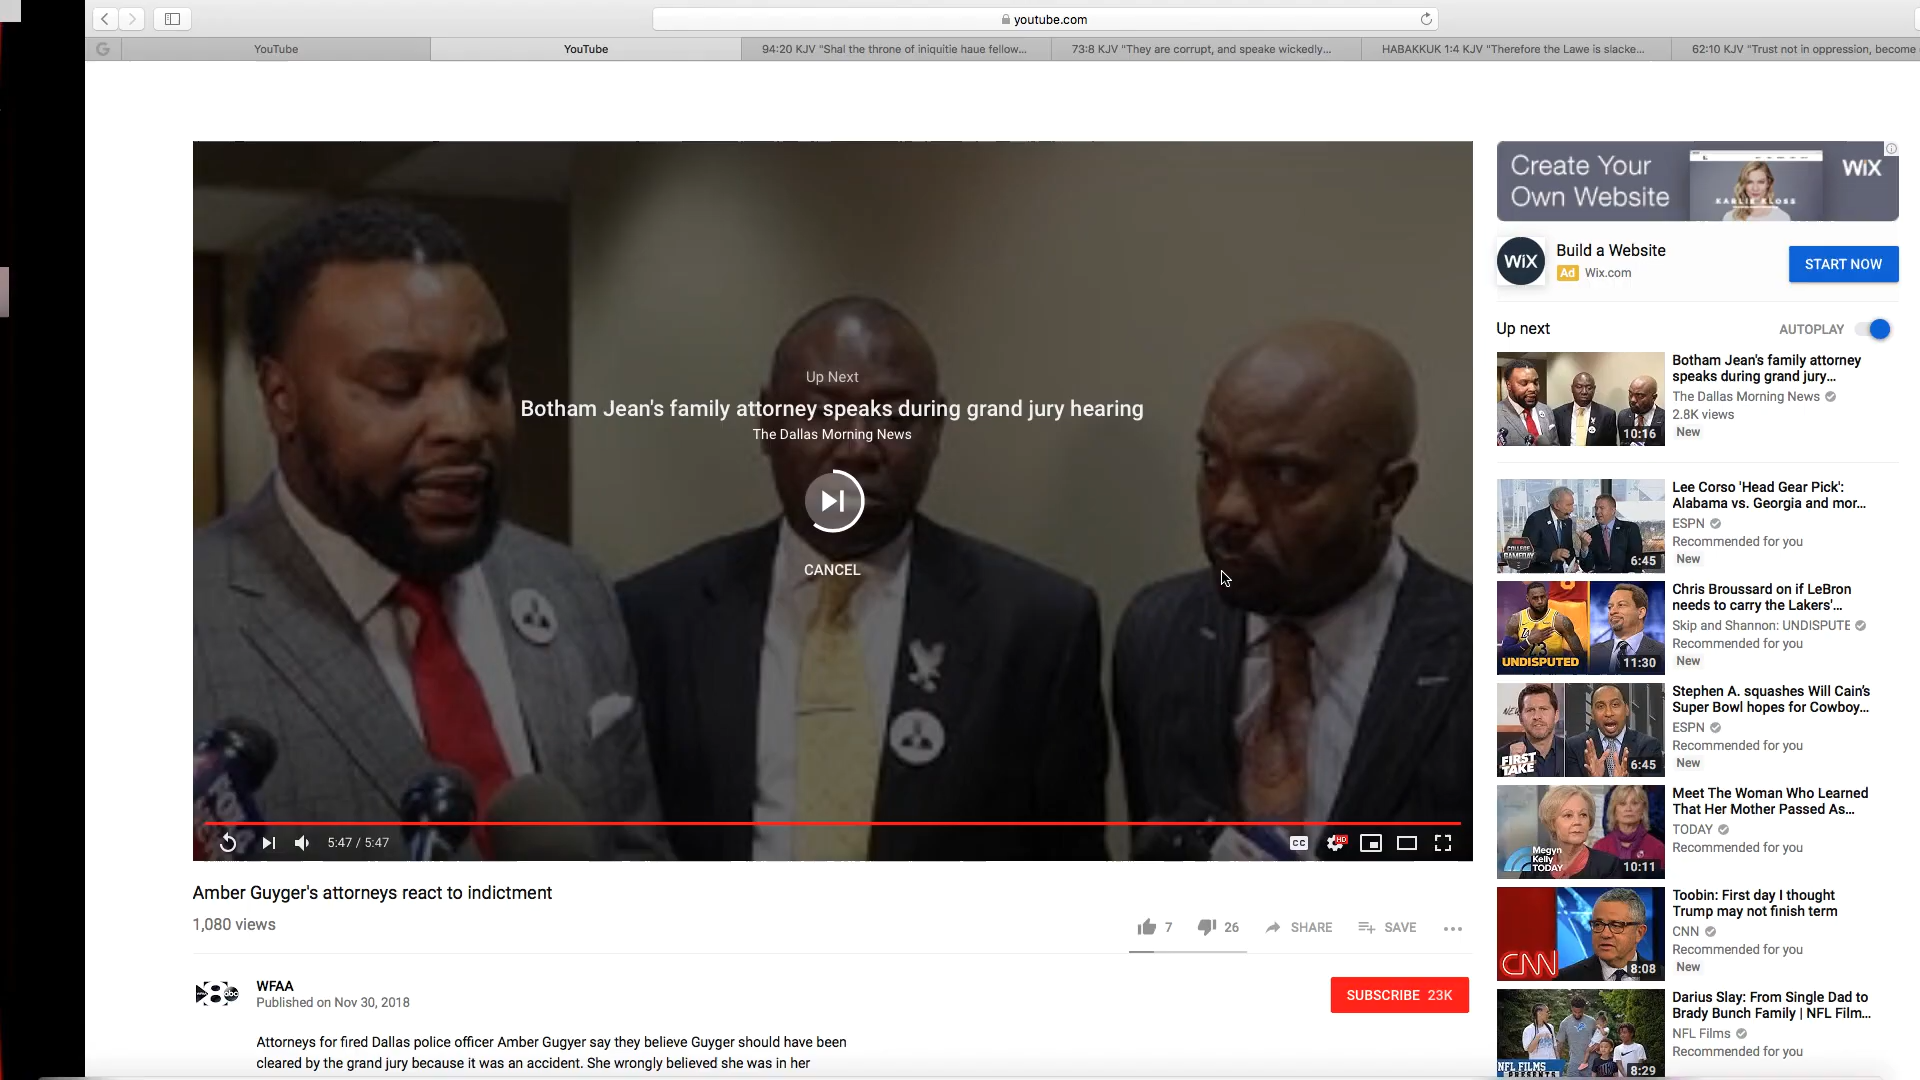 youtube.com
YouTube
YouTube
94:20 KJV "Shal the throne of iniquitie haue fellow...
73:8 KJV "They are corrupt, and speake wickedly...
HABAKKUK 1:4 KJV "Therefore the Lawe is slacke...
62:10 KJV "Trust not in oppression, become
Up Next
Botham Jean's family attorney speaks during grand jury hearing
The Dallas Morning News
CANCEL
5:47 / 5:47
CC
HD
Amber Guyger's attorneys react to indictment
1,080 views
7
26
SHARE
SAVE
8 abc
WFAA
Published on Nov 30, 2018
SUBSCRIBE 23K
Attorneys for fired Dallas police officer Amber Gugyer say they believe Guyger should have been
cleared by the grand jury because it was an accident. She wrongly believed she was in her
Create Your
Own Website
KARLIE KLOSS
WiX
WiX
Build a Website
Ad Wix.com
START NOW
Up next
AUTOPLAY
10:16
Botham Jean's family attorney
speaks during grand jury...
The Dallas Morning News
2.8K views
New
COLLEGE
GAMEDAY
6:45
Lee Corso 'Head Gear Pick':
Alabama vs. Georgia and mor...
ESPN
Recommended for you
New
UNDISPUTED
11:30
Chris Broussard on if LeBron
needs to carry the Lakers'...
Skip and Shannon: UNDISPUTE
Recommended for you
New
FIRST
TAKE
6:45
Stephen A. squashes Will Cain's
Super Bowl hopes for Cowboy...
ESPN
Recommended for you
New
Megyn
Kelly
TODAY
10:11
Meet The Woman Who Learned
That Her Mother Passed As...
TODAY
Recommended for you
CNN
8:08
Toobin: First day I thought
Trump may not finish term
CNN
Recommended for you
New
NFL FILMS
PRESENTS
8:29
Darius Slay: From Single Dad to
Brady Bunch Family | NFL Film...
NFL Films
Recommended for you